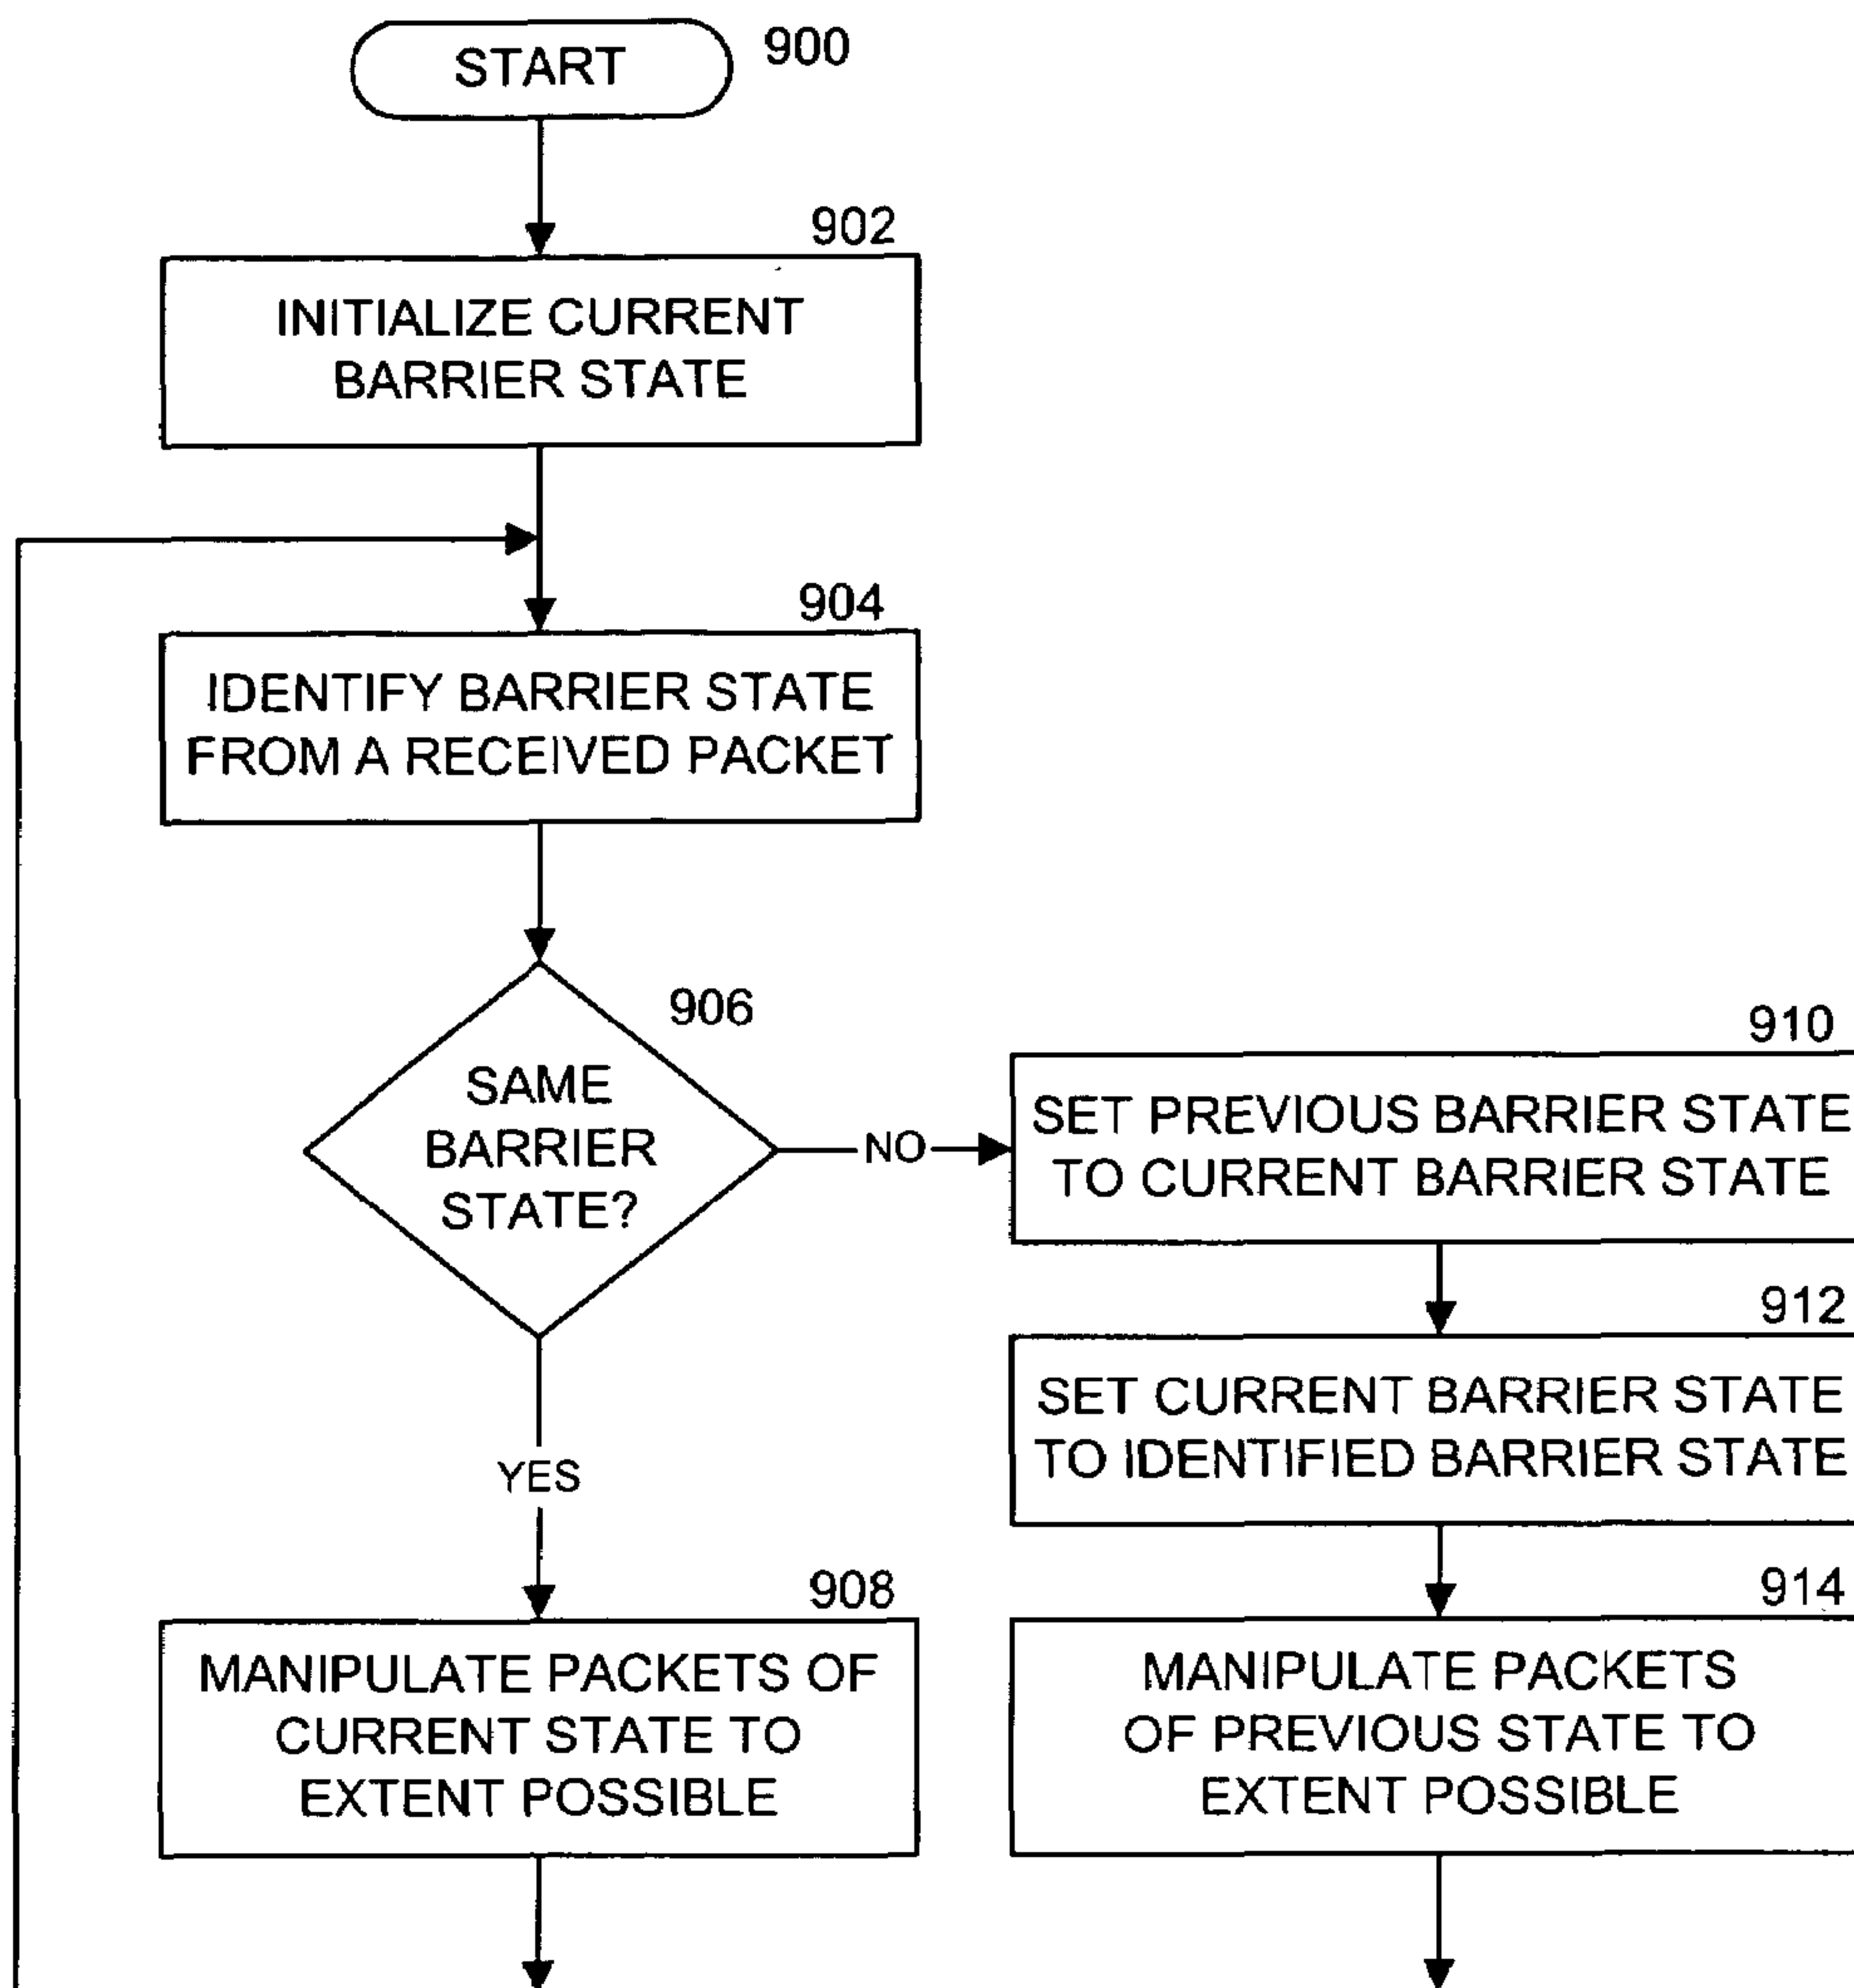 START
900
902
INITIALIZE CURRENT
BARRIER STATE
904
IDENTIFY BARRIER STATE
FROM A RECEIVED PACKET
906
SAME
BARRIER
STATE?
NO
910
SET PREVIOUS BARRIER STATE
TO CURRENT BARRIER STATE
912
SET CURRENT BARRIER STATE
TO IDENTIFIED BARRIER STATE
YES
908
MANIPULATE PACKETS OF
CURRENT STATE TO
EXTENT POSSIBLE
914
MANIPULATE PACKETS
OF PREVIOUS STATE TO
EXTENT POSSIBLE